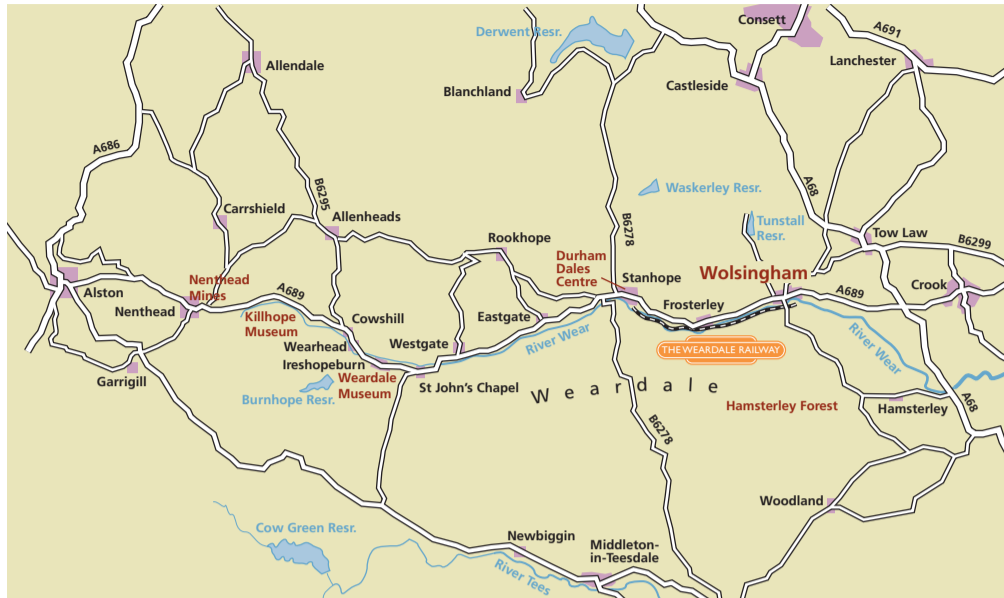 Consett
A691
Derwent Resr.
Lanchester
Allendale
Castleside
Blanchland
A686
B6295
A68
Waskerley Resr.
Carrshield
Allenheads
B6278
Tunstall
Resr.
Tow Law
B6299
Rookhope
Durham
Dales
Centre
Stanhope
Wolsingham
Nenthead
Mines
A689
Alston
Nenthead
Killhope
Museum
Cowshill
Eastgate
Frosterley
A689
Crook
Wearhead
Westgate
River Wear
THE WEARDALE RAILWAY
River Wear
Ireshopeburn
Garrigill
Weardale
Museum
St John's Chapel
Burnhope Resr.
Weardale
Hamsterley Forest
Hamsterley
A68
B6278
Woodland
Cow Green Resr.
Newbiggin
Middleton-
in-Teesdale
River Tees